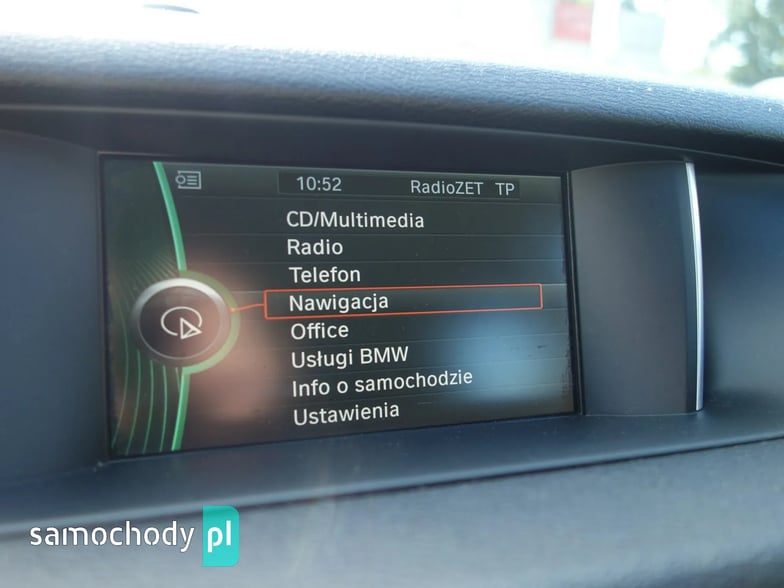 10:52 RadioZET TP
CD/Multimedia
Radio
Telefon
Nawigacja
Office
Usługi BMW
Info o samochodzie
Ustawienia
samochody pl